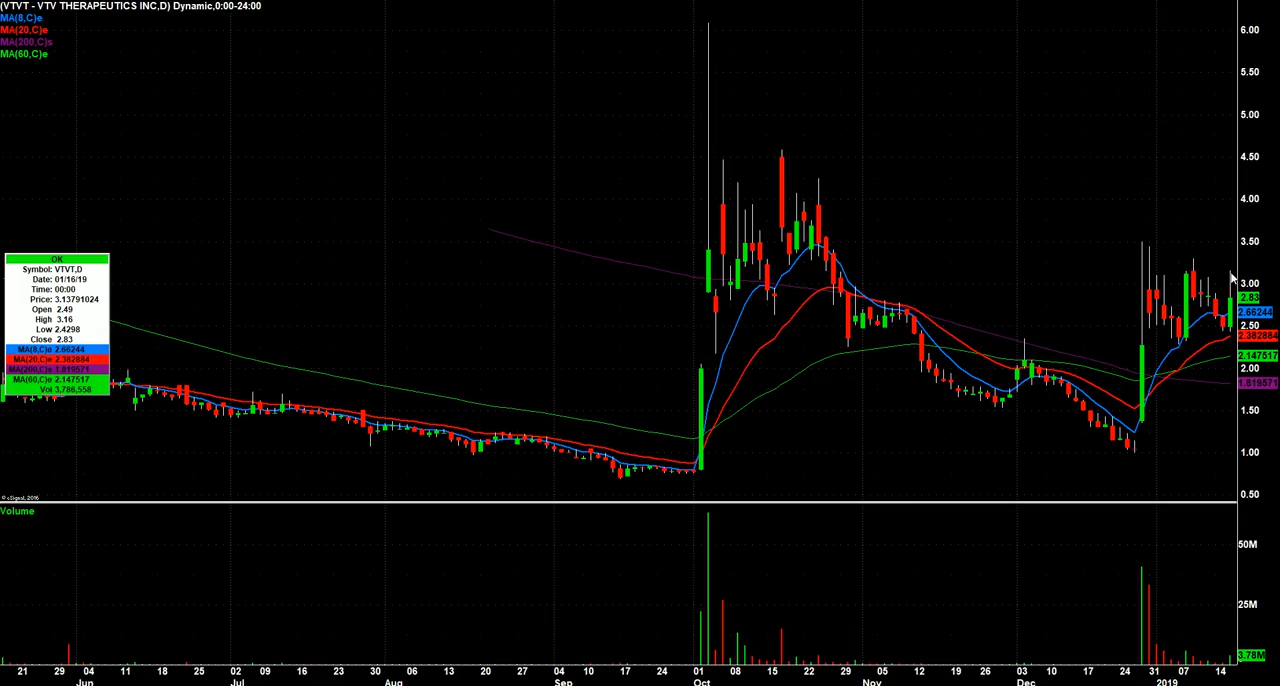 (VTVT - VTV THERAPEUTICS INC,D) Dynamic,0:00-24:00
MA(8,C)e
MA(20,C)e
MA(200,C)s
MA(60,C)e
6.00
5.50
5.00
4.50
4.00
3.50
3.00
2.83
2.66244
2.50
2.382884
2.147517
2.00
1.819571
1.50
1.00
0.50
OK
Symbol: VTVT,D
Date: 01/16/19
Time: 00:00
Price: 3.13791024
Open 2.49
High 3.16
Low 2.4298
Close 2.83
MA(8,C)e 2.66244
MA(20,C)e 2.382884
MA(200,C)s 1.819571
MA(60,C)e 2.147517
Vol 3,786,558
© eSignal, 2016
Volume
50M
25M
3.78M
21 29 04 11 18 25 02 09 16 23 30 06 13 20 27 04 10 17 24 01 08 15 22 29 05 12 19 26 03 10 17 24 31 07 14
Jun Jul Aug Sep Oct Nov Dec 2019